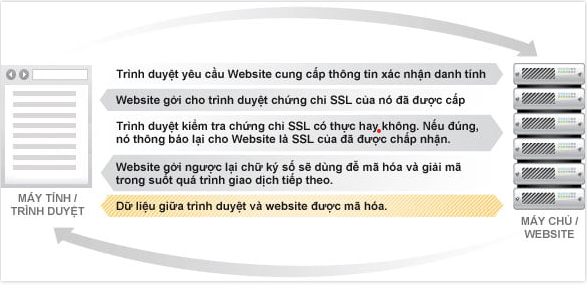 Trình duyệt yêu cầu Website cung cấp thông tin xác nhận danh tính
Website gởi cho trình duyệt chứng chỉ SSL của nó đã được cấp
Trình duyệt kiểm tra chứng chỉ SSL có thực hay không. Nếu đúng,
nó thông báo lại cho Website là SSL của đã được chấp nhận.
Website gởi ngược lại chữ ký số sẽ dùng để mã hóa và giải mã
trong suốt quá trình giao dịch tiếp theo.
Dữ liệu giữa trình duyệt và website được mã hóa.
MÁY TÍNH /
TRÌNH DUYỆT
MÁY CHỦ /
WEBSITE